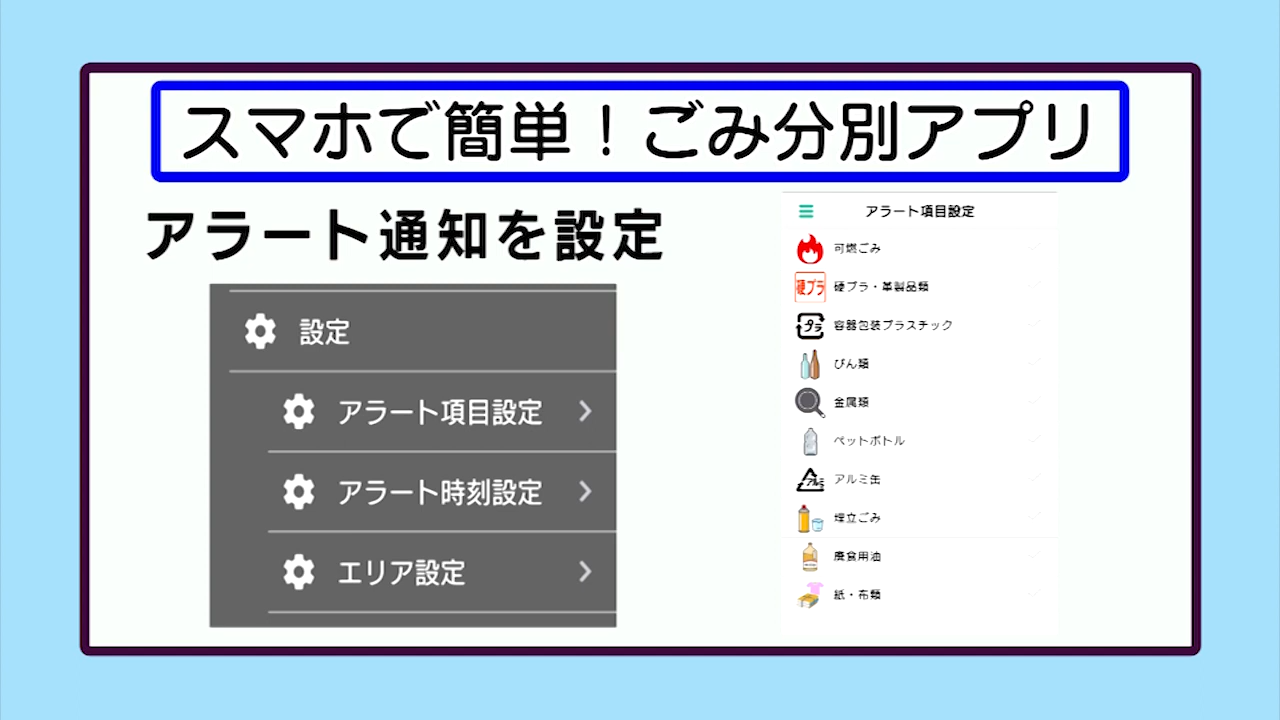 スマホで簡単！ごみ分別アプリ
アラート通知を設定
設定
アラート項目設定
アラート時刻設定
エリア設定
アラート項目設定
可燃ごみ
硬プラ
硬プラ・革製品類
プラ
容器包装プラスチック
びん類
金属類
ペットボトル
アルミ
アルミ缶
埋立ごみ
廃食用油
紙・布類